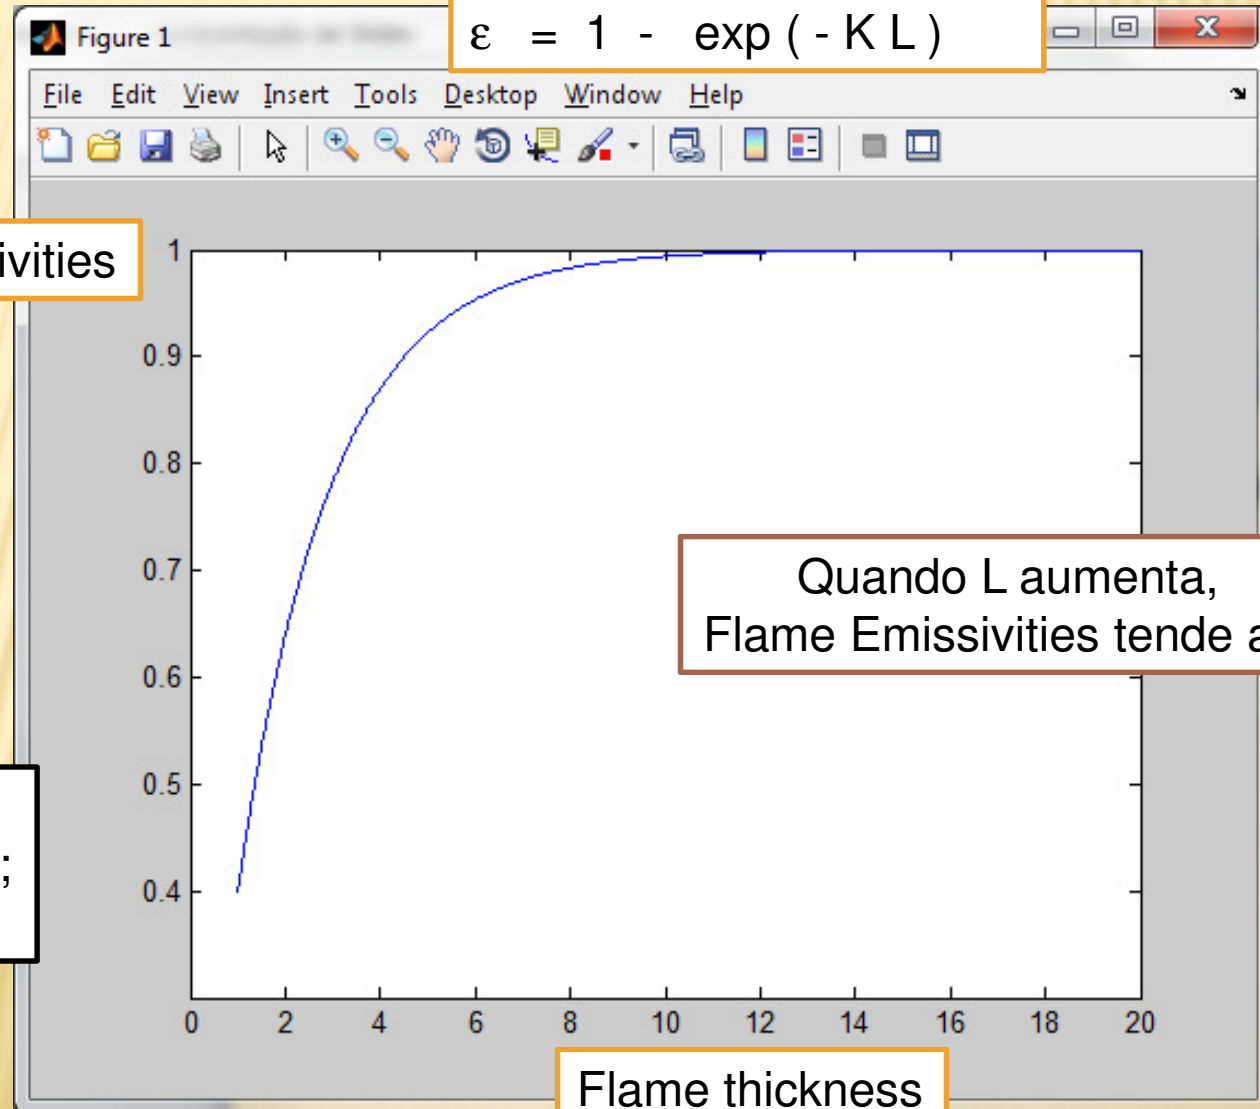 Figure 1
ε = 1 - exp ( - K L )
File Edit View Insert Tools Desktop Window Help
ivities
1
0.9
0.8
0.7
0.6
0.5
0.4
Quando L aumenta,
Flame Emissivities tende a
;
0 2 4 6 8 10 12 14 16 18 20
Flame thickness